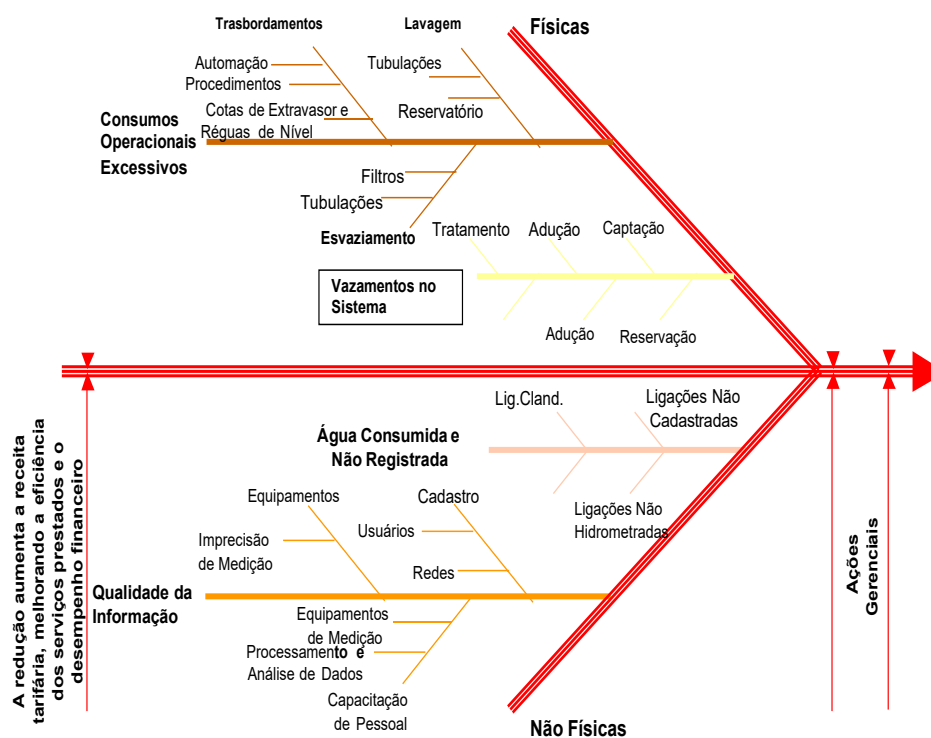 Trasbordamentos
Lavagem
Físicas
Automação
Procedimentos
Tubulações
Cotas de Extravasor e
Réguas de Nível
Reservatório
Consumos
Operacionais
Excessivos
Filtros
Tubulações
Esvaziamento
Tratamento
Adução
Captação
Vazamentos no
Sistema
Adução
Reservação
Lig.Cland.
Ligações Não
Cadastradas
Água Consumida e
Não Registrada
Ligações Não
Hidrometradas
Equipamentos
Cadastro
Usuários
Imprecisão
de Medição
Redes
Qualidade da
Informação
Equipamentos
de Medição
Processamento e
Análise de Dados
Capacitação
de Pessoal
Não Físicas
A redução aumenta a receita
tarifária, melhorando a eficiência
dos serviços prestados e o
desempenho financeiro
Ações
Gerenciais